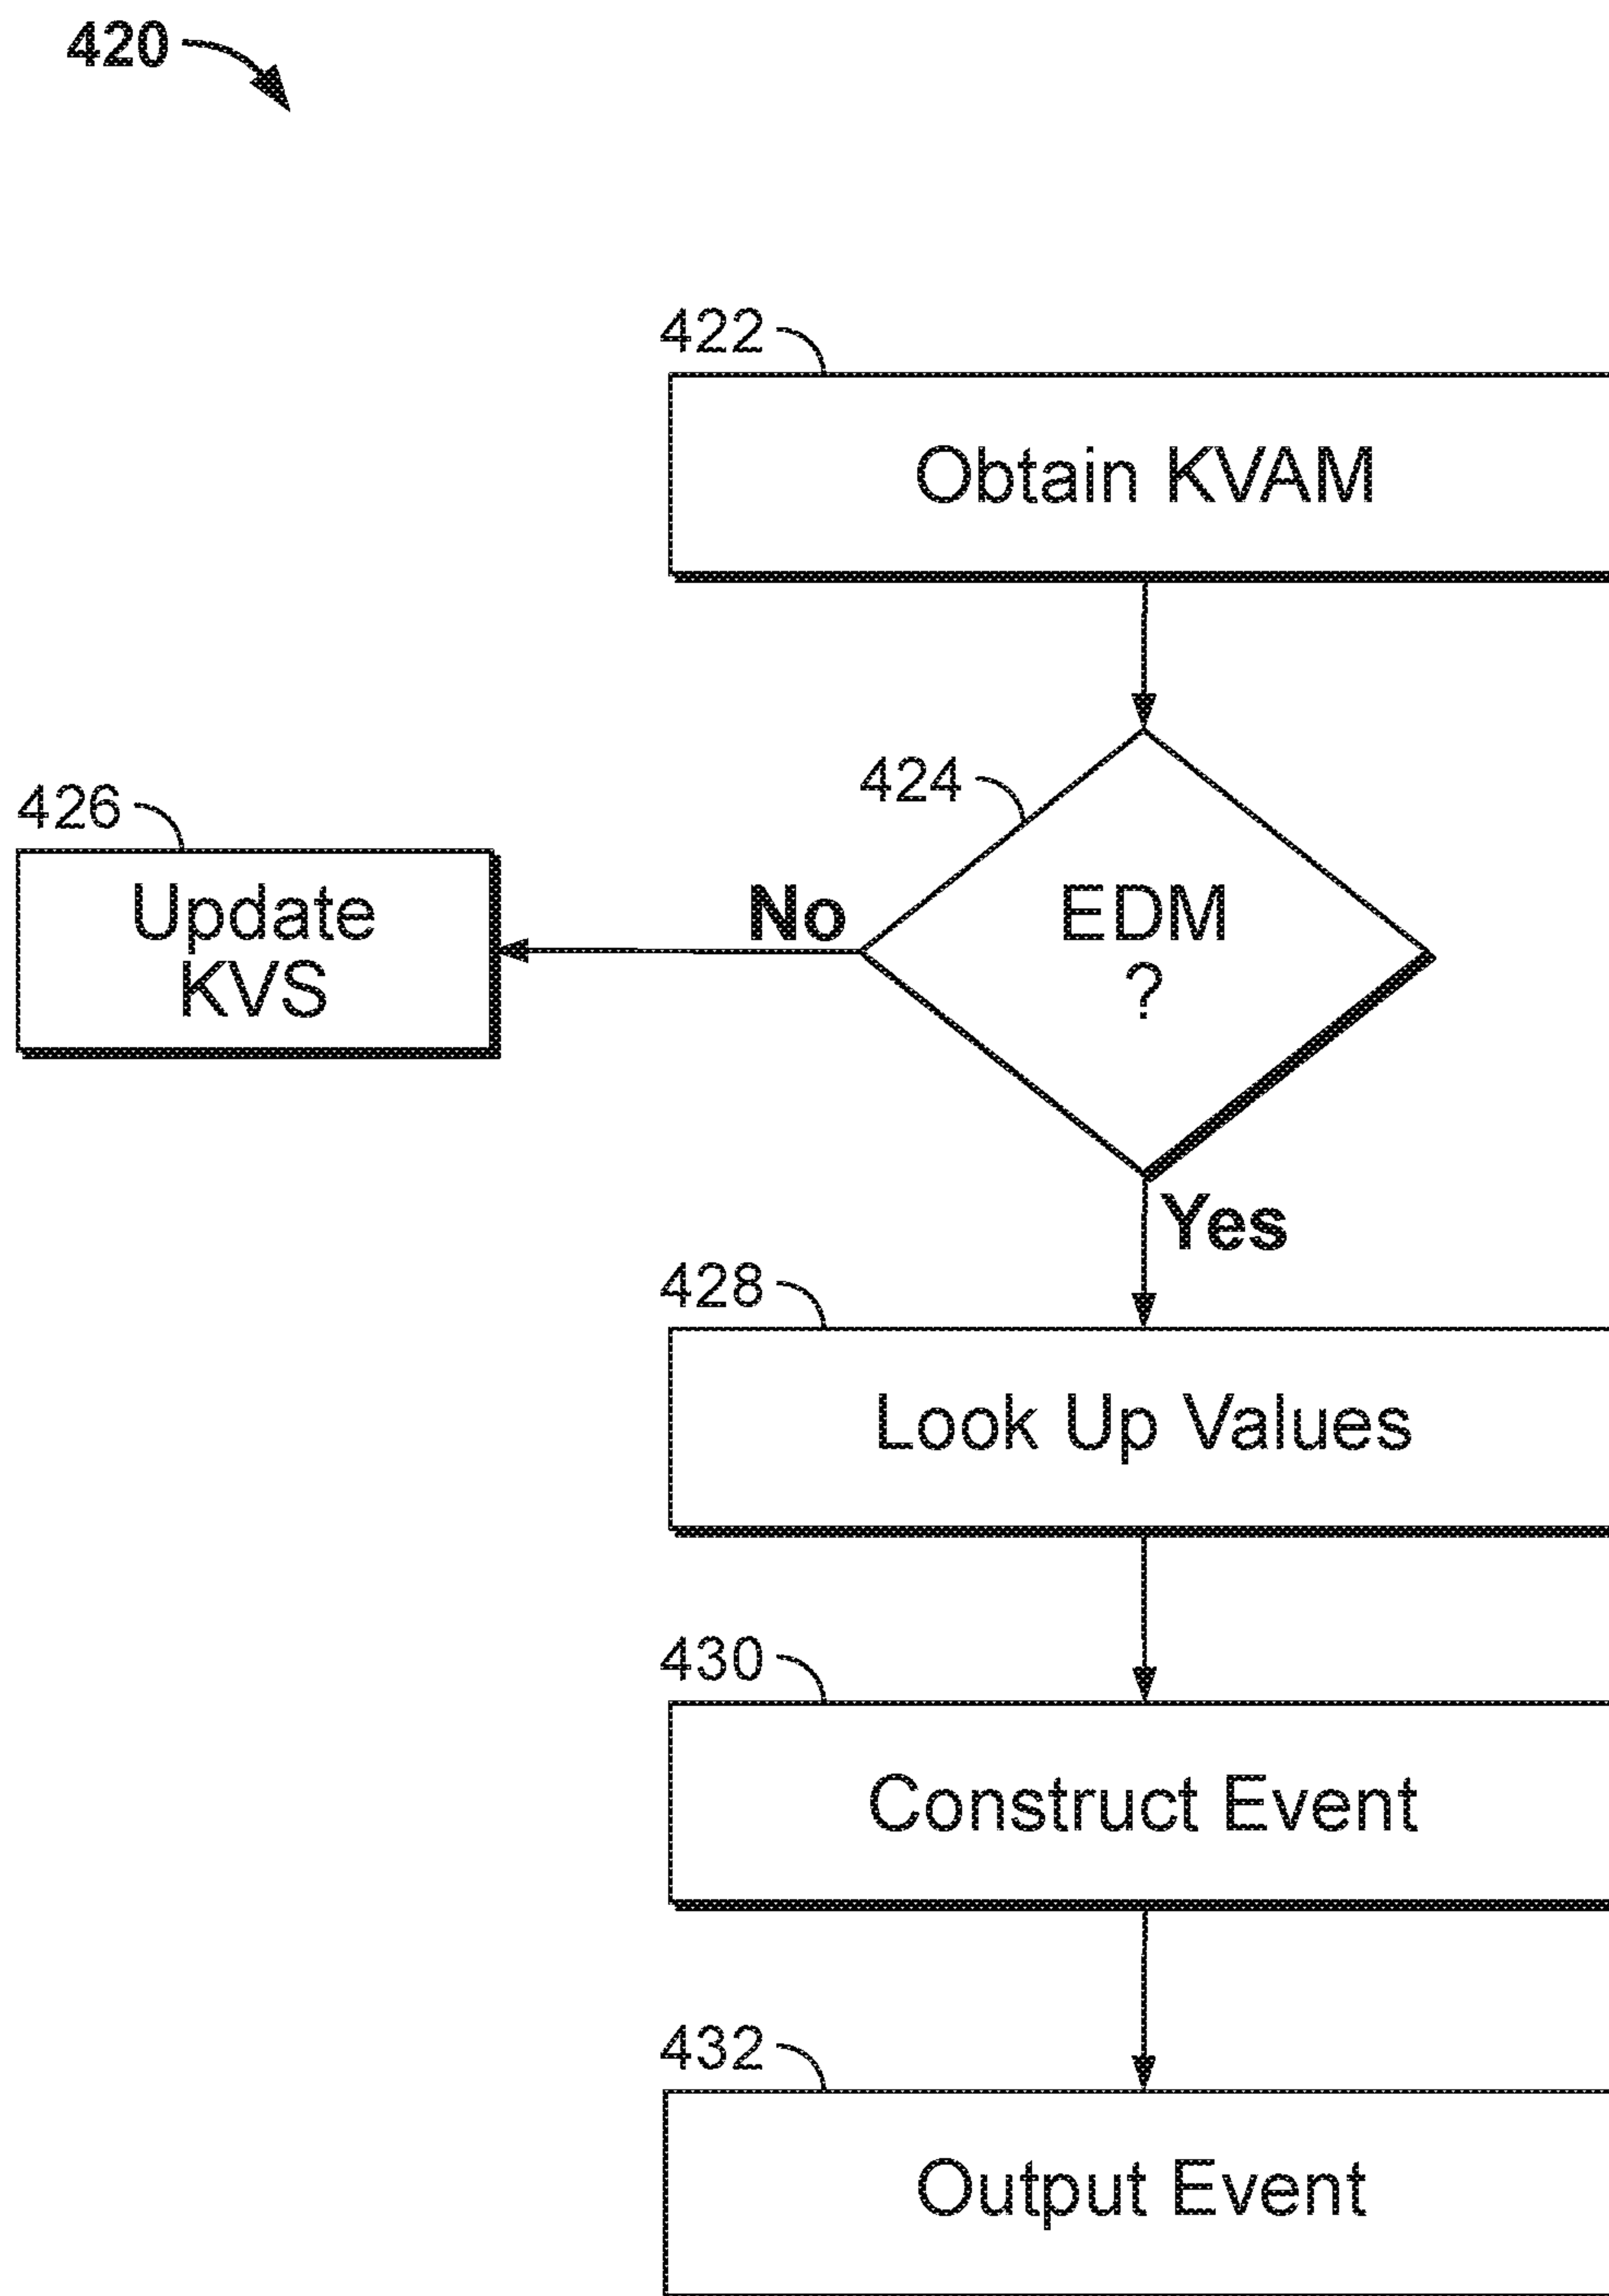 420
422
Obtain KVAM
424
EDM
?
No
426
Update
KVS
Yes
428
Look Up Values
430
Construct Event
432
Output Event